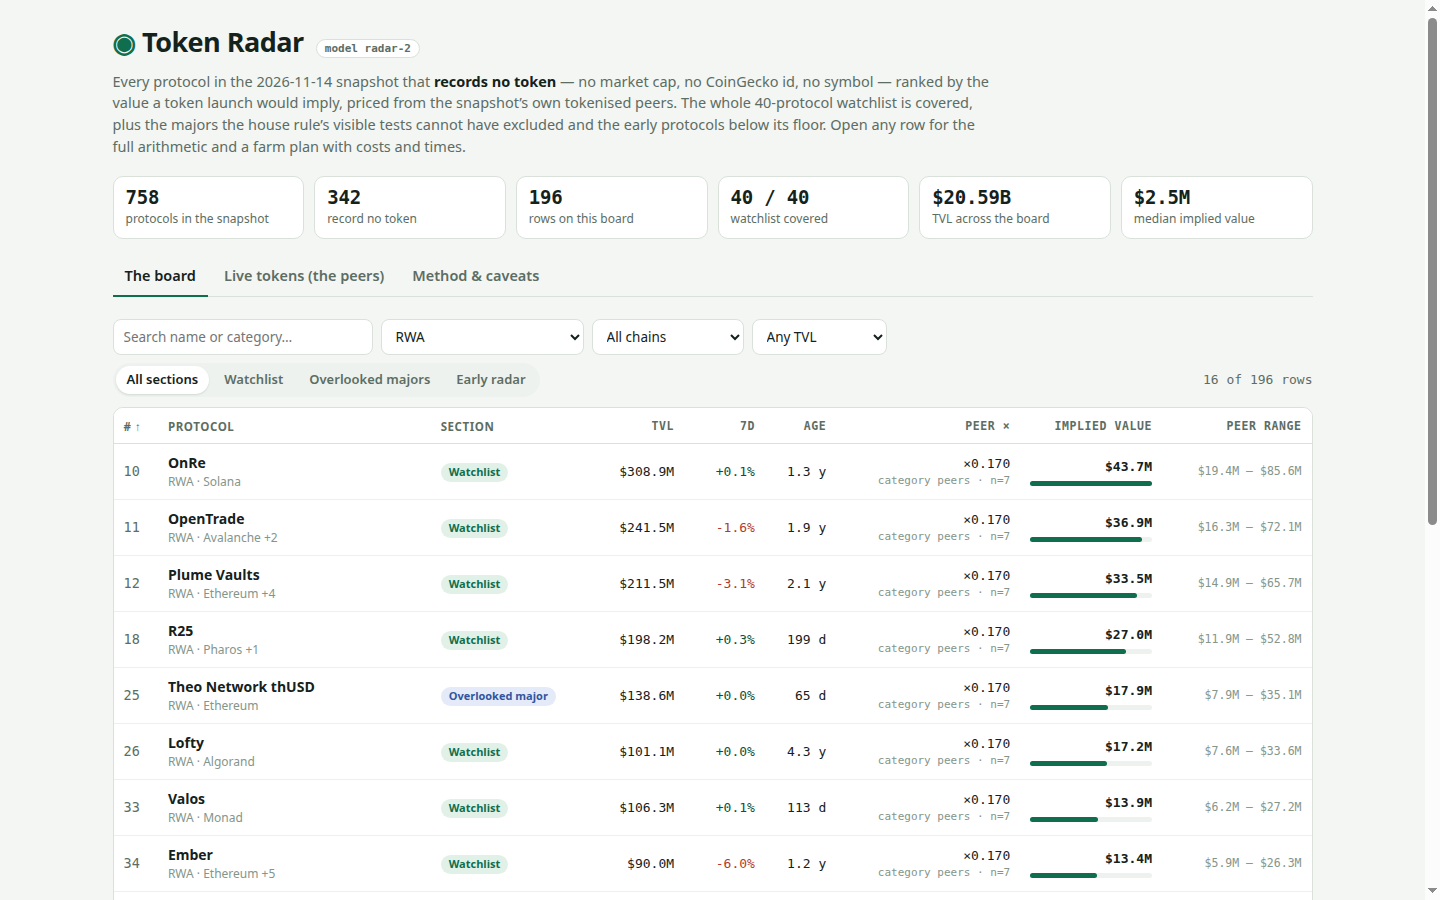 Token Radar model radar-2
Every protocol in the 2026-11-14 snapshot that records no token — no market cap, no CoinGecko id, no symbol — ranked by the
value a token launch would imply, priced from the snapshot’s own tokenised peers. The whole 40-protocol watchlist is covered,
plus the majors the house rule’s visible tests cannot have excluded and the early protocols below its floor. Open any row for the
full arithmetic and a farm plan with costs and times.
758 342 196 40 / 40 $20.59B $2.5M
protocols in the snapshot record no token rows on this board watchlist covered TVL across the board median implied value
The board Live tokens (the peers) Method & caveats
Search name or category... RWA All chains Any TVL
All sections Watchlist Overlooked majors Early radar 16 of 196 rows
# ↑ PROTOCOL SECTION TVL 7D AGE PEER × IMPLIED VALUE PEER RANGE
10 OnRe Watchlist $308.9M +0.1% 1.3 y ×0.170 $43.7M $19.4M — $85.6M
RWA · Solana category peers · n=7
11 OpenTrade Watchlist $241.5M -1.6% 1.9 y ×0.170 $36.9M $16.3M — $72.1M
RWA · Avalanche +2 category peers · n=7
12 Plume Vaults Watchlist $211.5M -3.1% 2.1 y ×0.170 $33.5M $14.9M — $65.7M
RWA · Ethereum +4 category peers · n=7
18 R25 Watchlist $198.2M +0.3% 199 d ×0.170 $27.0M $11.9M — $52.8M
RWA · Pharos +1 category peers · n=7
25 Theo Network thUSD Overlooked major $138.6M +0.0% 65 d ×0.170 $17.9M $7.9M — $35.1M
RWA · Ethereum category peers · n=7
26 Lofty Watchlist $101.1M +0.0% 4.3 y ×0.170 $17.2M $7.6M — $33.6M
RWA · Algorand category peers · n=7
33 Valos Watchlist $106.3M +0.1% 113 d ×0.170 $13.9M $6.2M — $27.2M
RWA · Monad category peers · n=7
34 Ember Watchlist $90.0M -6.0% 1.2 y ×0.170 $13.4M $5.9M — $26.3M
RWA · Ethereum +5 category peers · n=7